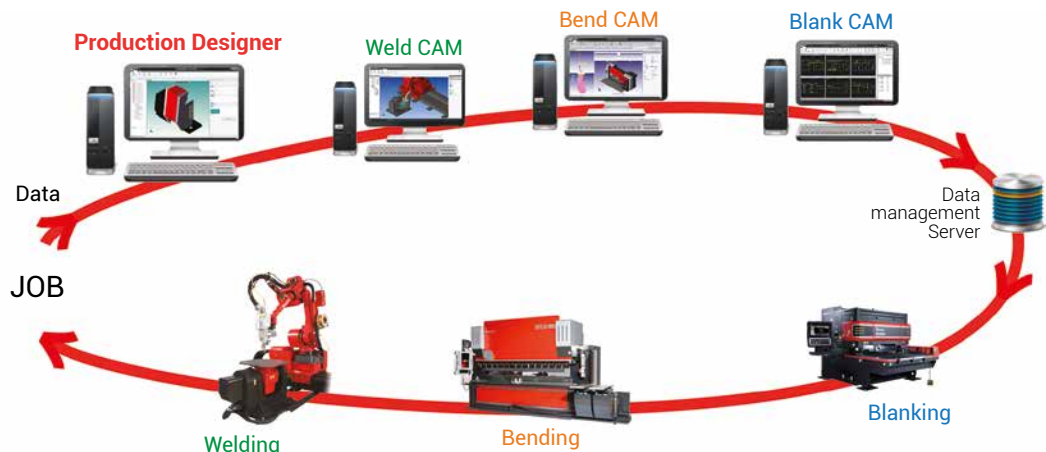 Production Designer
Weld CAM
Bend CAM
Blank CAM
Data
Data
management
Server
JOB
Welding
Bending
Blanking